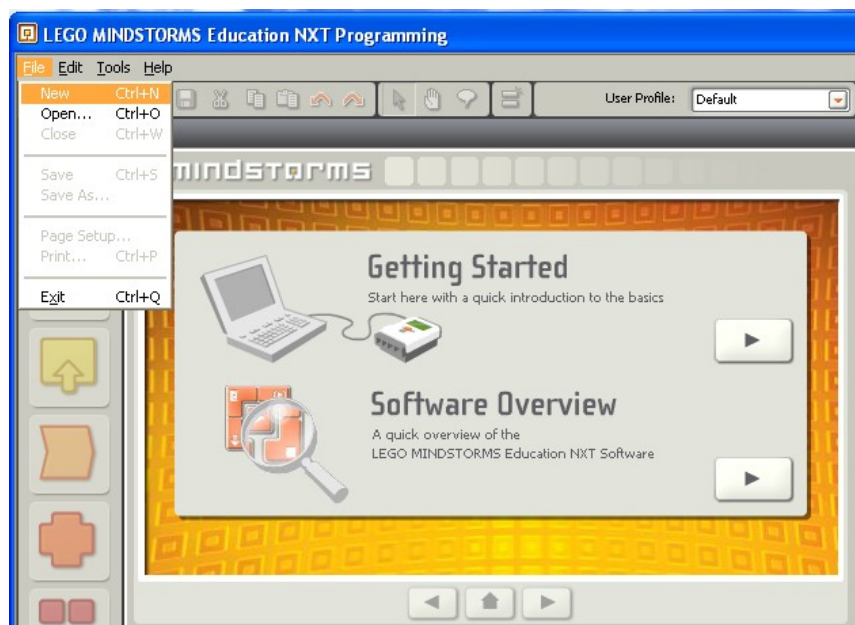 LEGO MINDSTORMS Education NXT Programming
File Edit Tools Help
New Ctrl+N
Open... Ctrl+O
Close Ctrl+W
Save Ctrl+S
Save As...
Page Setup...
Print... Ctrl+P
Exit Ctrl+Q
User Profile: Default
mindstorms
Getting Started
Start here with a quick introduction to the basics
Software Overview
A quick overview of the
LEGO MINDSTORMS Education NXT Software